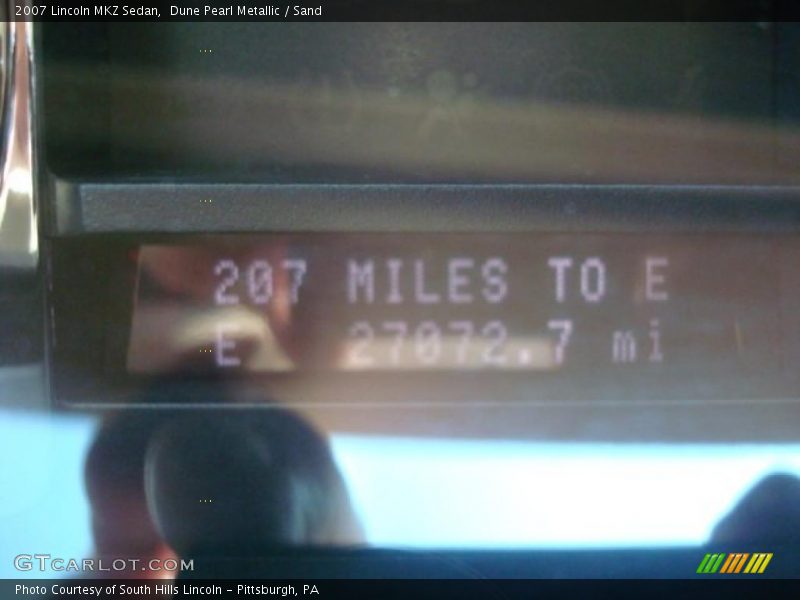 2007 Lincoln MKZ Sedan, Dune Pearl Metallic / Sand
207 MILES TO E
E 27072.7 mi
GTCARLOT.COM
Photo Courtesy of South Hills Lincoln - Pittsburgh, PA